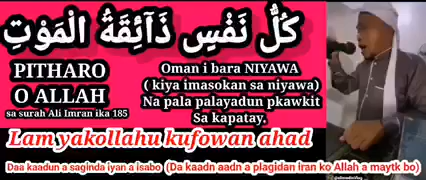 كُلُّ نَفْسٍ ذَآئِقَةُ الْمَوْتِ
PITHARO
O ALLAH
sa surah Ali Imran ika 185
Oman i bara NIYAWA
( kiya imasokan sa niyawa)
Na pala palayadun pkawkit
Sa kapatay.
Lam yakollahu kufowan ahad
Daa kaadun a saginda iyan a isabo (Da kaadn aadn a plagidan iran ko Allah a maytk bo)